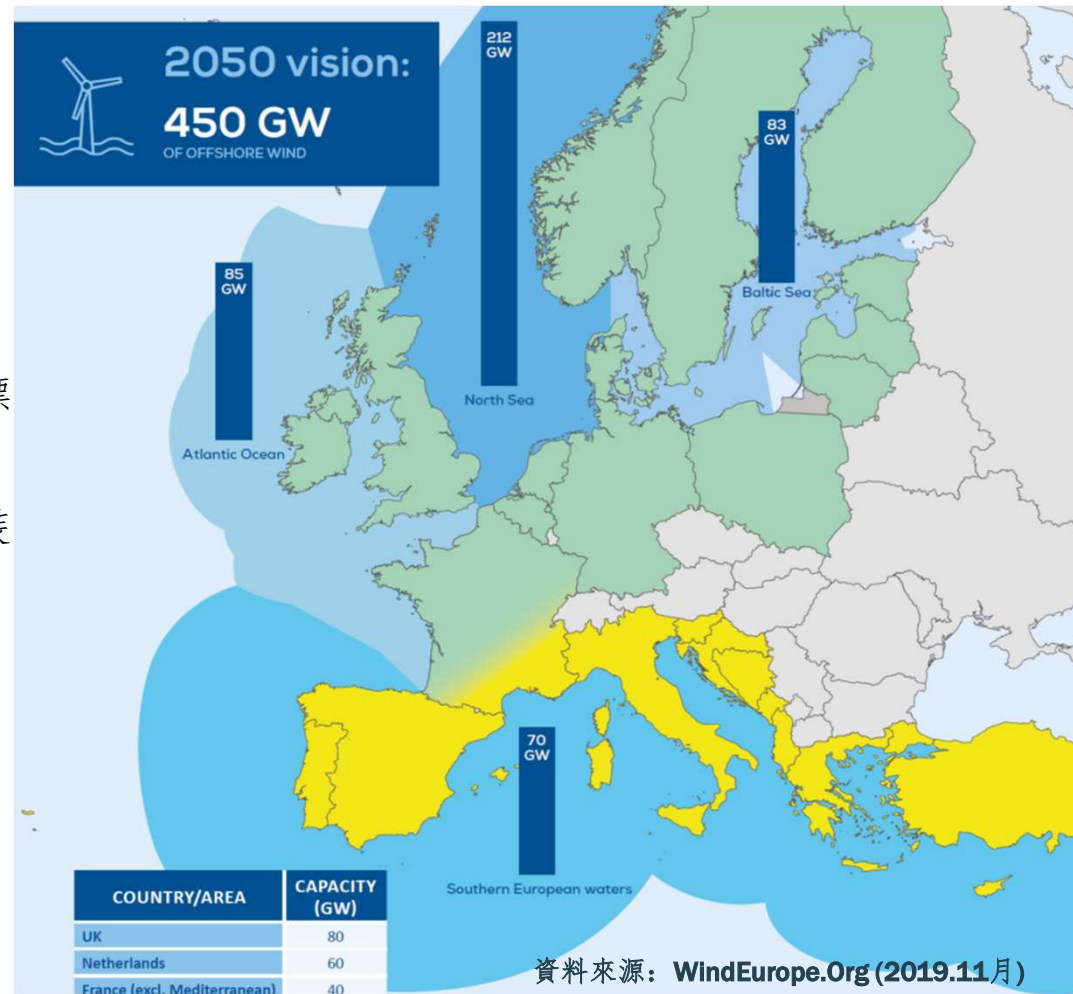 2050 vision:
450 GW
OF OFFSHORE WIND
212
GW
83
GW
85
GW
Baltic Sea
North Sea
Atlantic Ocean
70
GW
Southern European waters
COUNTRY/AREA CAPACITY (GW)
UK 80
Netherlands 60
France (excl. Mediterranean) 40
資料來源：WindEurope.Org (2019.11月)